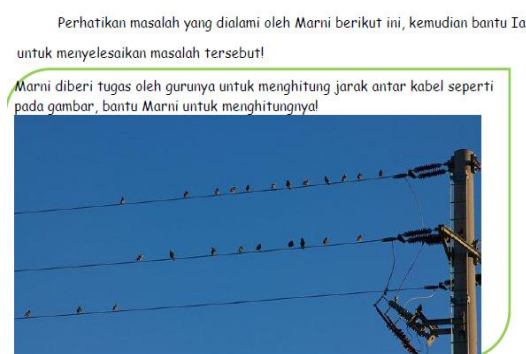 Perhatikan masalah yang dialami oleh Marni berikut ini, kemudian bantu Ia
untuk menyelesaikan masalah tersebut!
Marni diberi tugas oleh gurunya untuk menghitung jarak antar kabel seperti
pada gambar, bantu Marni untuk menghitungnya!